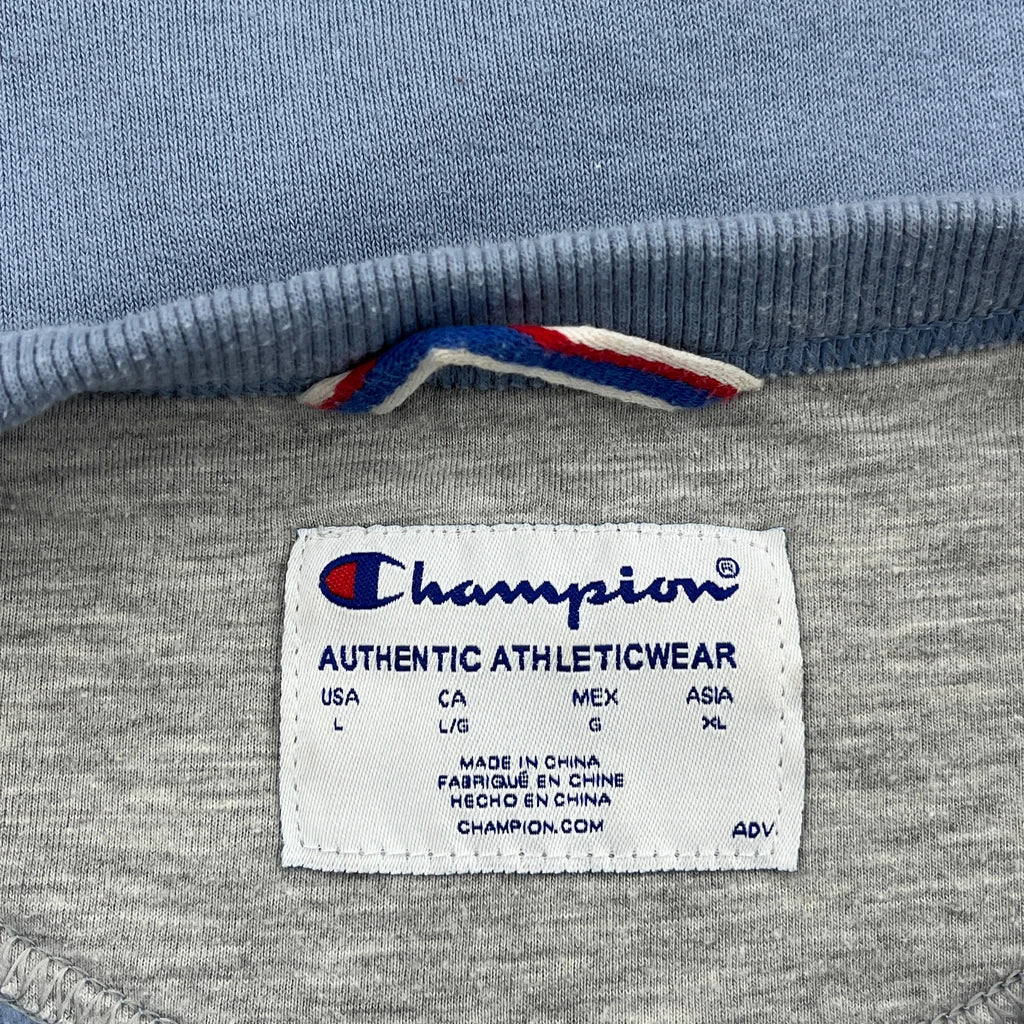 Champion®
AUTHENTIC ATHLETICWEAR
USA CA MEX ASIA
L L/G G XL
MADE IN CHINA
FABRIQUÉ EN CHINE
HECHO EN CHINA
CHAMPION.COM ADV.